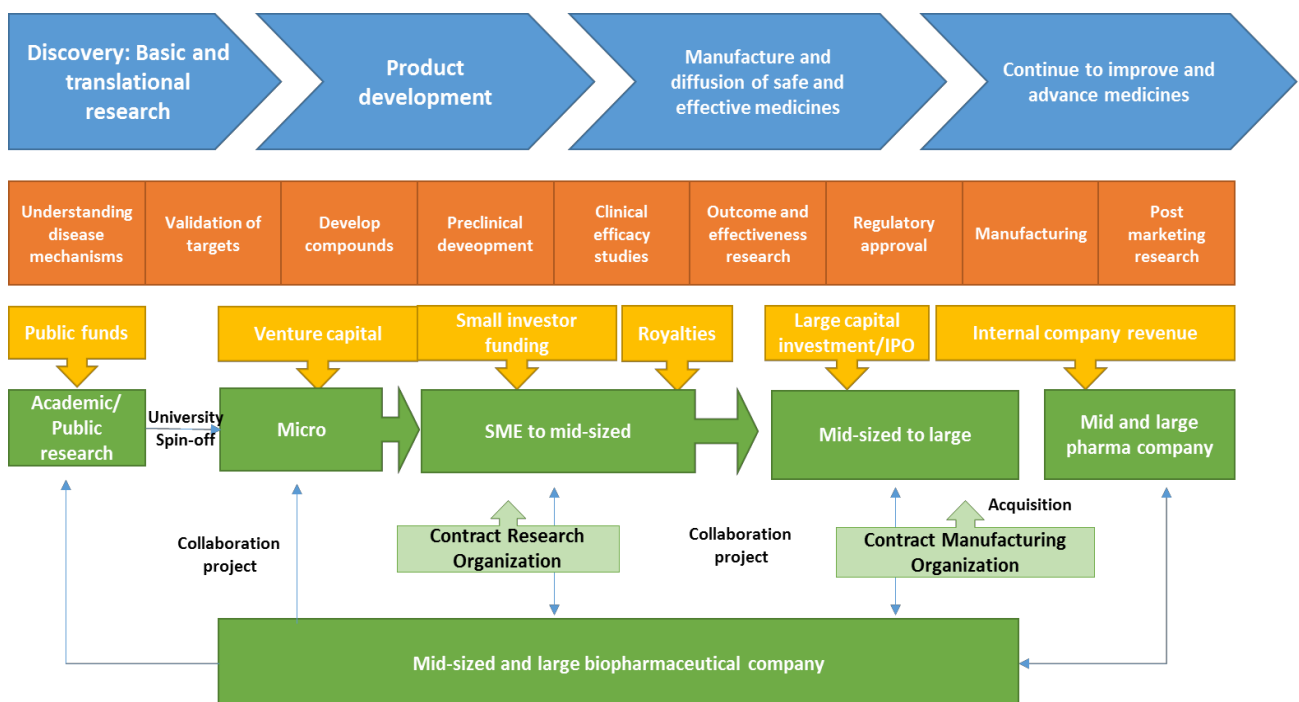 Discovery: Basic and
translational
research
Product
development
Manufacture and
diffusion of safe and
effective medicines
Continue to improve and
advance medicines
Understanding
disease
mechanisms
Validation of
targets
Develop
compounds
Preclinical
deveopment
Clinical
efficacy
studies
Outcome and
effectiveness
research
Regulatory
approval
Manufacturing
Post
marketing
research
Public funds
Venture capital
Small investor
funding
Royalties
Large capital
investment/IPO
Internal company revenue
Academic/
Public
research
University
Spin-off
Micro
SME to mid-sized
Mid-sized to large
Mid and large
pharma company
Collaboration
project
Contract Research
Organization
Collaboration
project
Acquisition
Contract Manufacturing
Organization
Mid-sized and large biopharmaceutical company